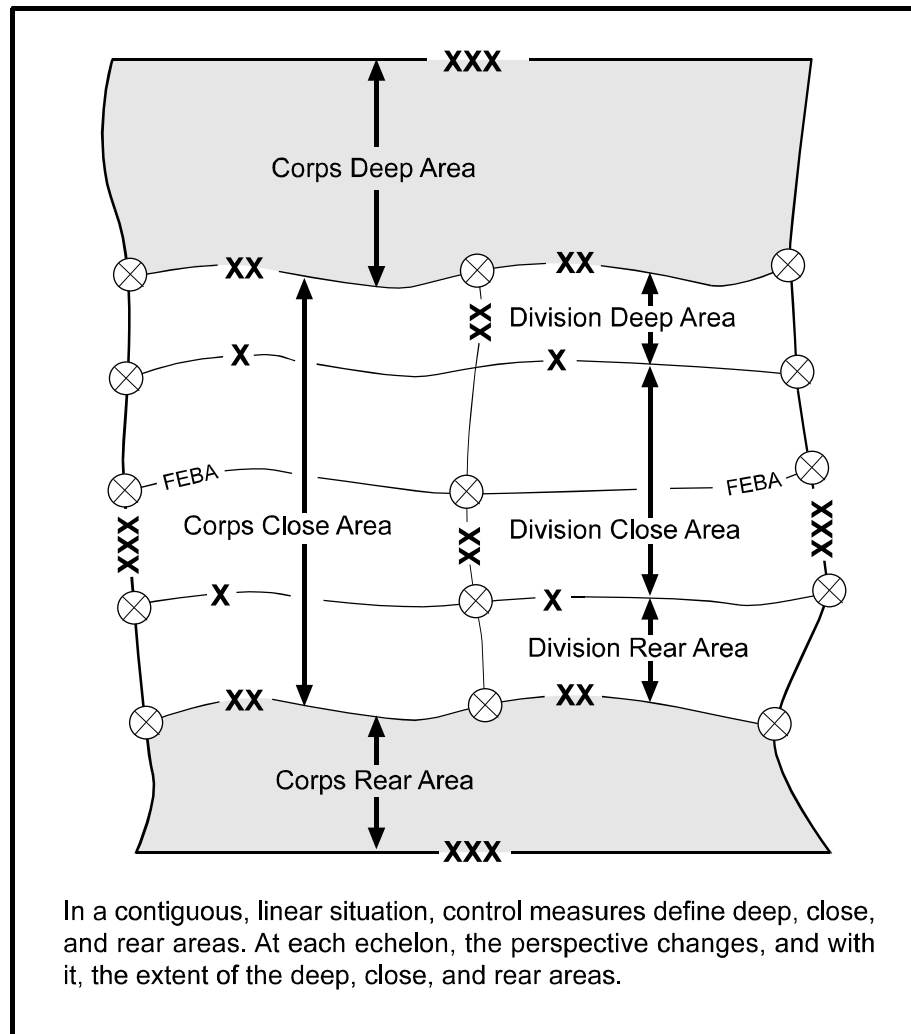 XXX
Corps Deep Area
XX
XX
XX
Division Deep Area
X
X
FEBA
FEBA
XXX
Corps Close Area
XX
Division Close Area
XXX
X
X
Division Rear Area
XX
XX
Corps Rear Area
XXX
In a contiguous, linear situation, control measures define deep, close,
and rear areas. At each echelon, the perspective changes, and with
it, the extent of the deep, close, and rear areas.